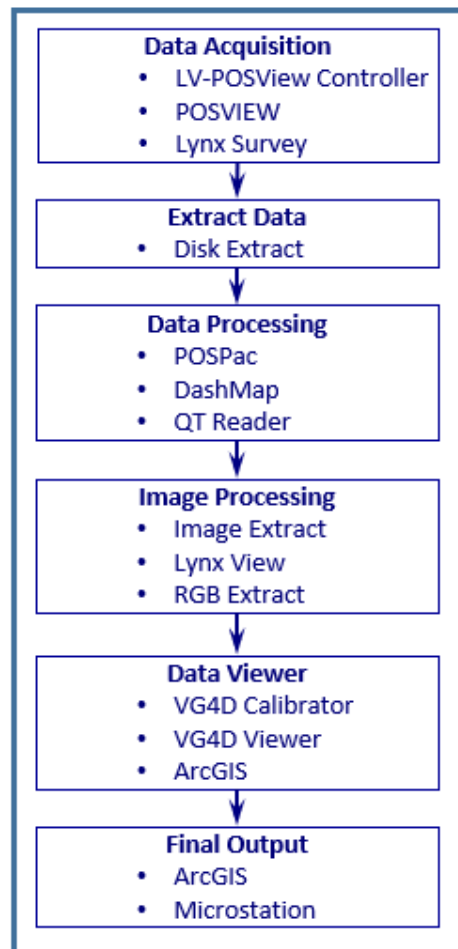 Data Acquisition
• LV-POSView Controller
• POSVIEW
• Lynx Survey
Extract Data
• Disk Extract
Data Processing
• POSPac
• DashMap
• QT Reader
Image Processing
• Image Extract
• Lynx View
• RGB Extract
Data Viewer
• VG4D Calibrator
• VG4D Viewer
• ArcGIS
Final Output
• ArcGIS
• Microstation